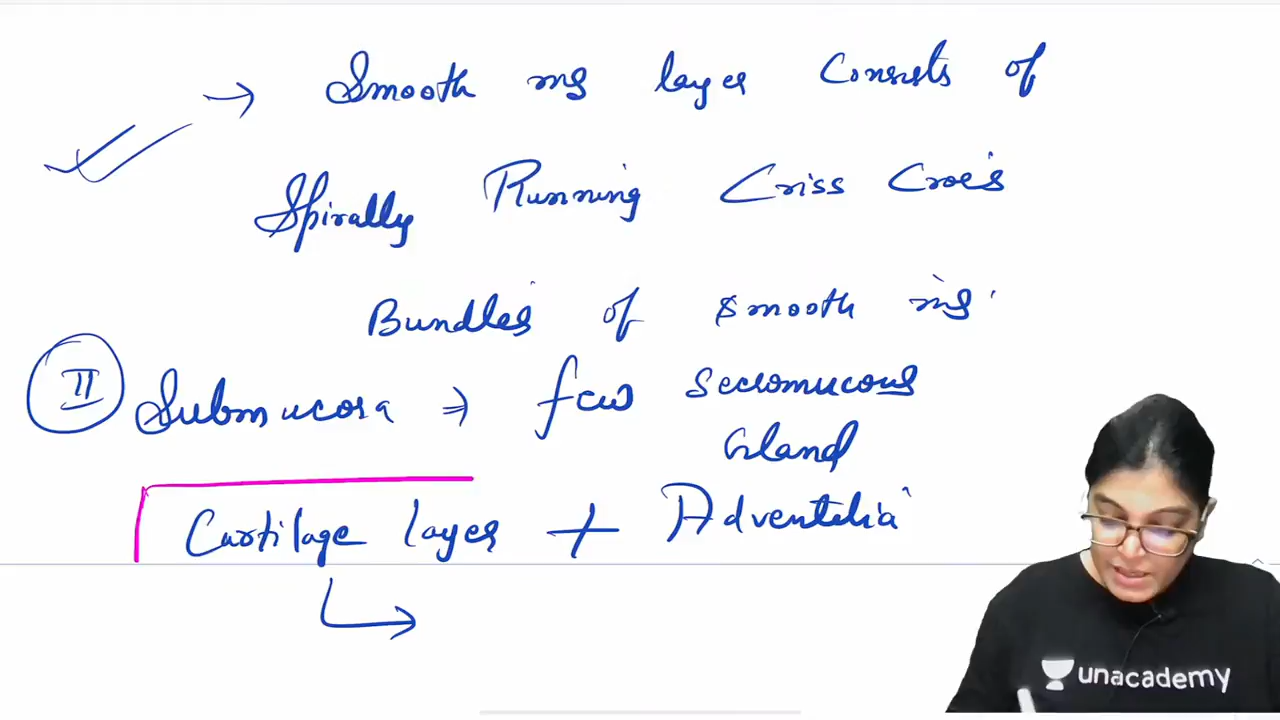 → Smooth ms layer Consists of
Spirally Running Criss Cross
Bundles of smooth ms
II Submucosa ⇒ few secromucous
Gland
Cartilage layer + Adventitia
unacademy